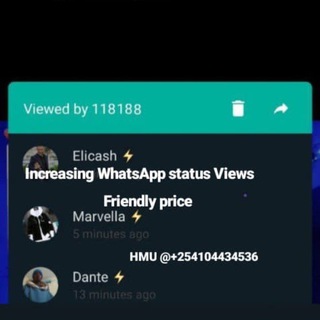 Viewed by 118188
Elicash ⚡
Increasing WhatsApp status Views
Friendly price
Marvella ⚡
5 minutes ago
HMU @+254104434536
Dante ⚡
13 minutes ago